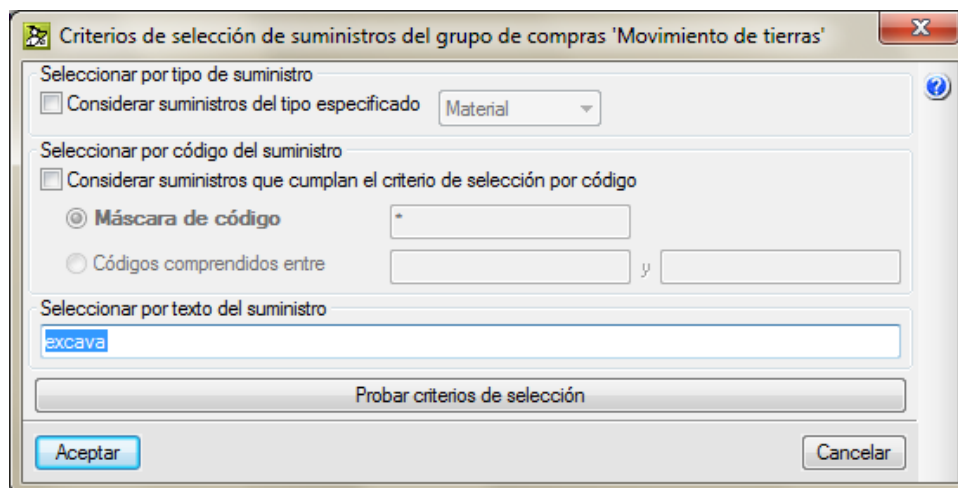 Criterios de selección de suministros del grupo de compras 'Movimiento de tierras'
Seleccionar por tipo de suministro
Considerar suministros del tipo especificado Material
Seleccionar por código del suministro
Considerar suministros que cumplan el criterio de selección por código
Máscara de código *
Códigos comprendidos entre y
Seleccionar por texto del suministro
excava
Probar criterios de selección
Aceptar Cancelar